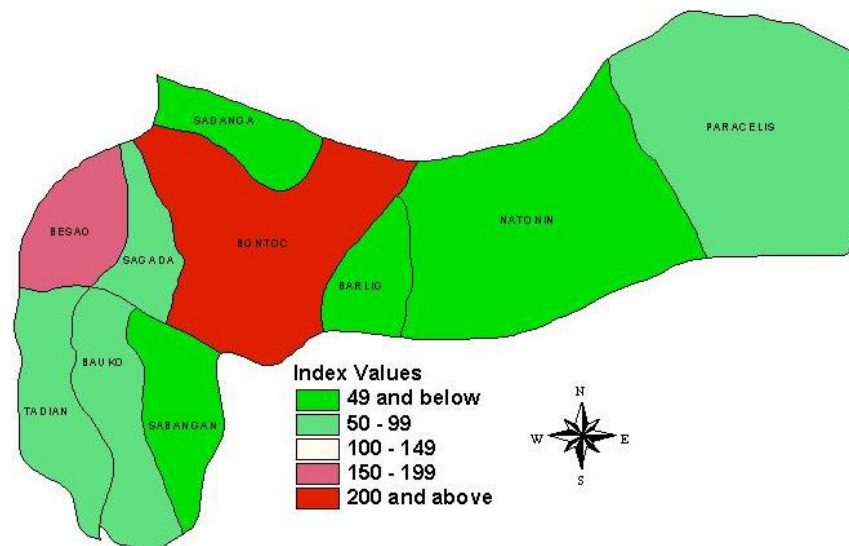 SADANGA
PARACELIS
NATONIN
BESAO
BONTOC
SAGADA
BARLIG
BAUKO
TADIAN
SABANGAN
Index Values
49 and below
50 - 99
100 - 149
150 - 199
200 and above
N
W E
S